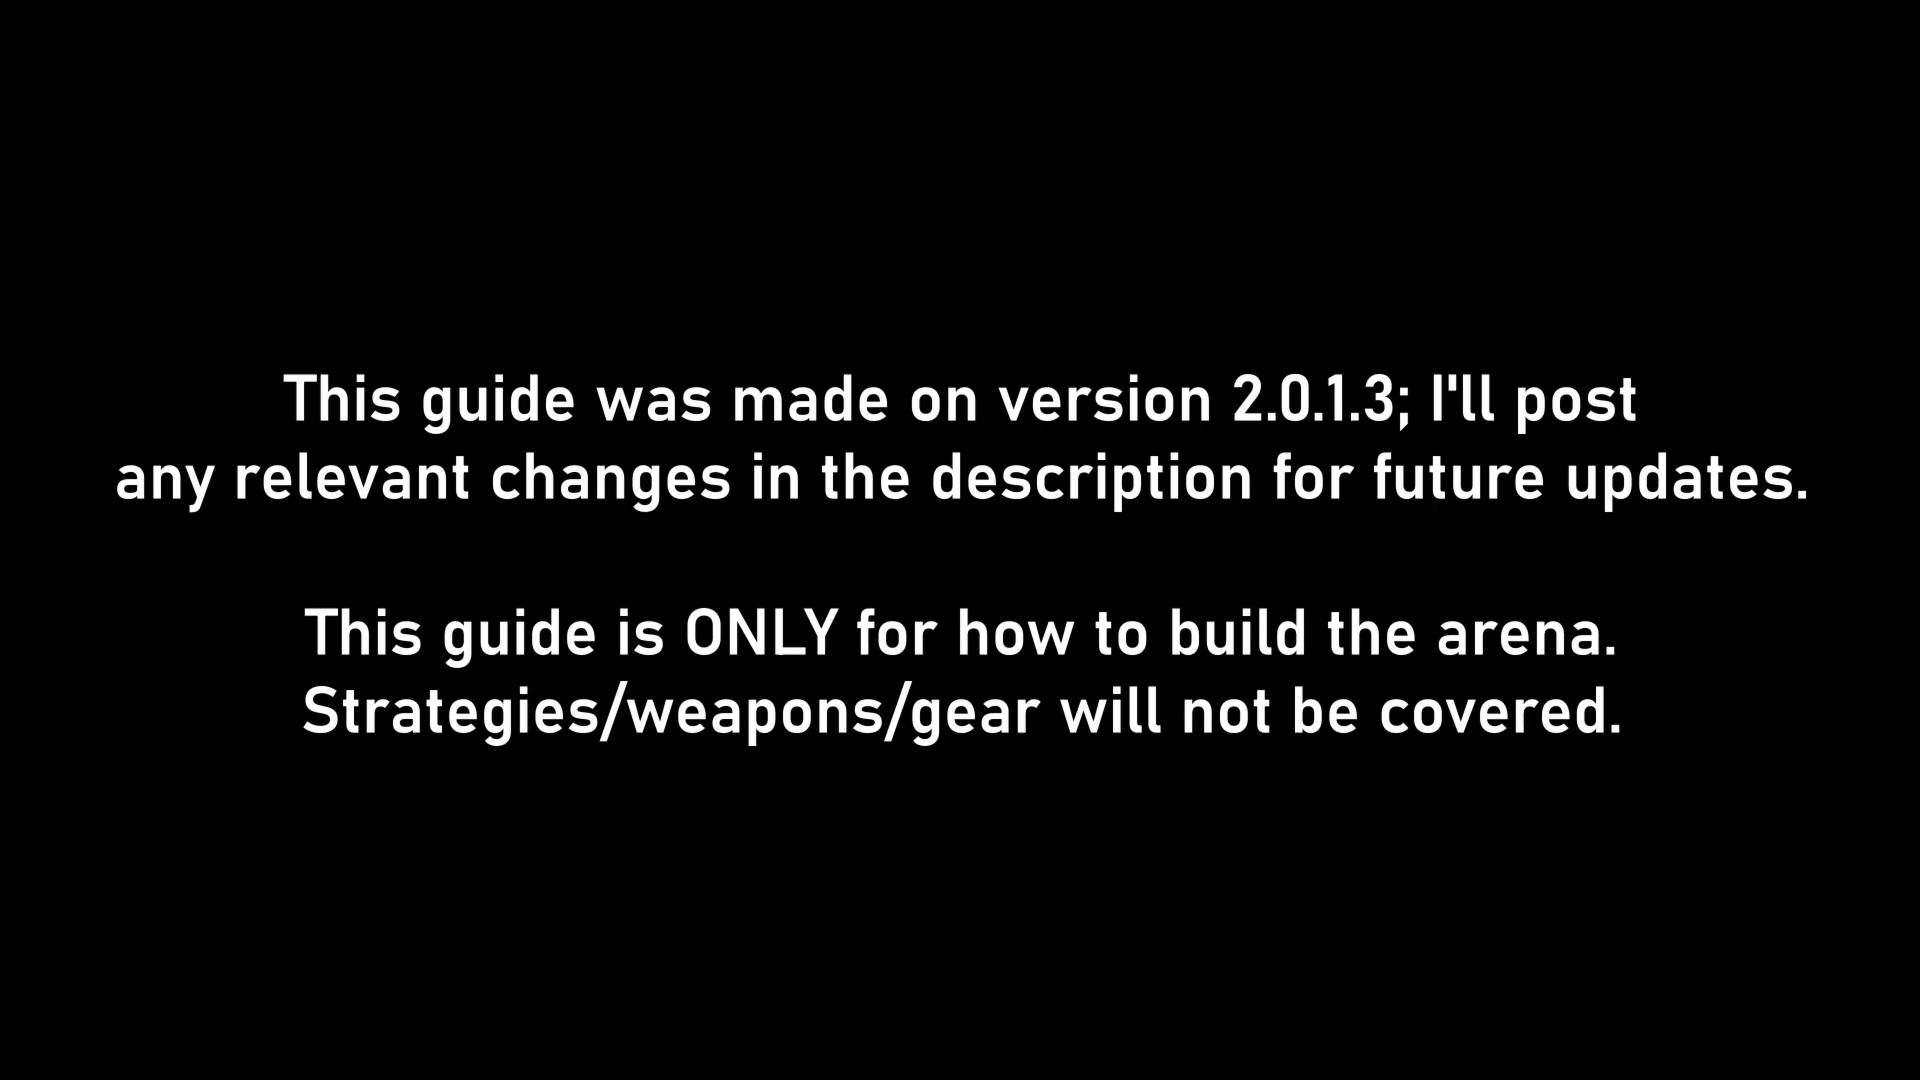 This guide was made on version 2.0.1.3; I'll post
any relevant changes in the description for future updates.
This guide is ONLY for how to build the arena.
Strategies/weapons/gear will not be covered.